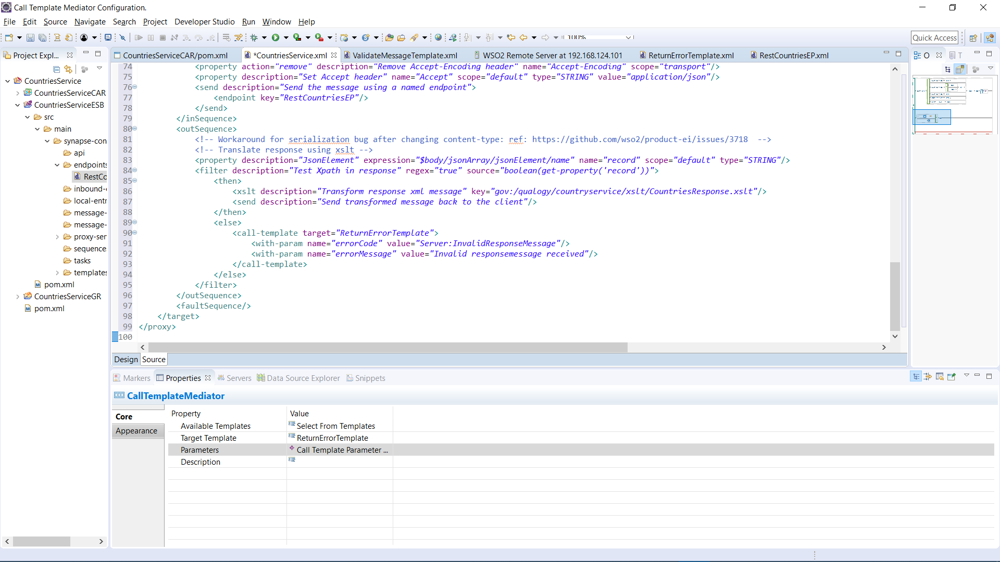 Call Template Mediator Configuration.
File Edit Source Navigate Search Project Developer Studio Run Window Help
100%
Quick Access
Project Expl...
CountriesService
CountriesServiceCAR
CountriesServiceESB
src
main
synapse-con
api
endpoints
RestCo
inbound-
local-entr
message-
message-
proxy-ser
sequence
tasks
templates
pom.xml
CountriesServiceGR
pom.xml
CountriesServiceCAR/pom.xml *CountriesService.xml ValidateMessageTemplate.xml WSO2 Remote Server at 192.168.124.101 ReturnErrorTemplate.xml RestCountriesEP.xml
O T
74 <property action="remove" description="Remove Accept-Encoding header" name="Accept-Encoding" scope="transport"/>
75 <property description="Set Accept header" name="Accept" scope="default" type="STRING" value="application/json"/>
76 <send description="Send the message using a named endpoint">
77 <endpoint key="RestCountriesEP"/>
78 </send>
79 </inSequence>
80 <outSequence>
81 <!-- Workaround for serialization bug after changing content-type: ref: https://github.com/wso2/product-ei/issues/3718 -->
82 <!-- Translate response using xslt -->
83 <property description="JsonElement" expression="$body/jsonArray/jsonElement/name" name="record" scope="default" type="STRING"/>
84 <filter description="Test Xpath in response" regex="true" source="boolean(get-property('record'))">
85 <then>
86 <xslt description="Transform response xml message" key="gov:/qualogy/countryservice/xslt/CountriesResponse.xslt"/>
87 <send description="Send transformed message back to the client"/>
88 </then>
89 <else>
90 <call-template target="ReturnErrorTemplate">
91 <with-param name="errorCode" value="Server:InvalidResponseMessage"/>
92 <with-param name="errorMessage" value="Invalid responsemessage received"/>
93 </call-template>
94 </else>
95 </filter>
96 </outSequence>
97 <faultSequence/>
98 </target>
99 </proxy>
100
Design Source
Markers Properties Servers Data Source Explorer Snippets
CallTemplateMediator
Core
Appearance
Property Value
Available Templates Select From Templates
Target Template ReturnErrorTemplate
Parameters Call Template Parameter ...
Description